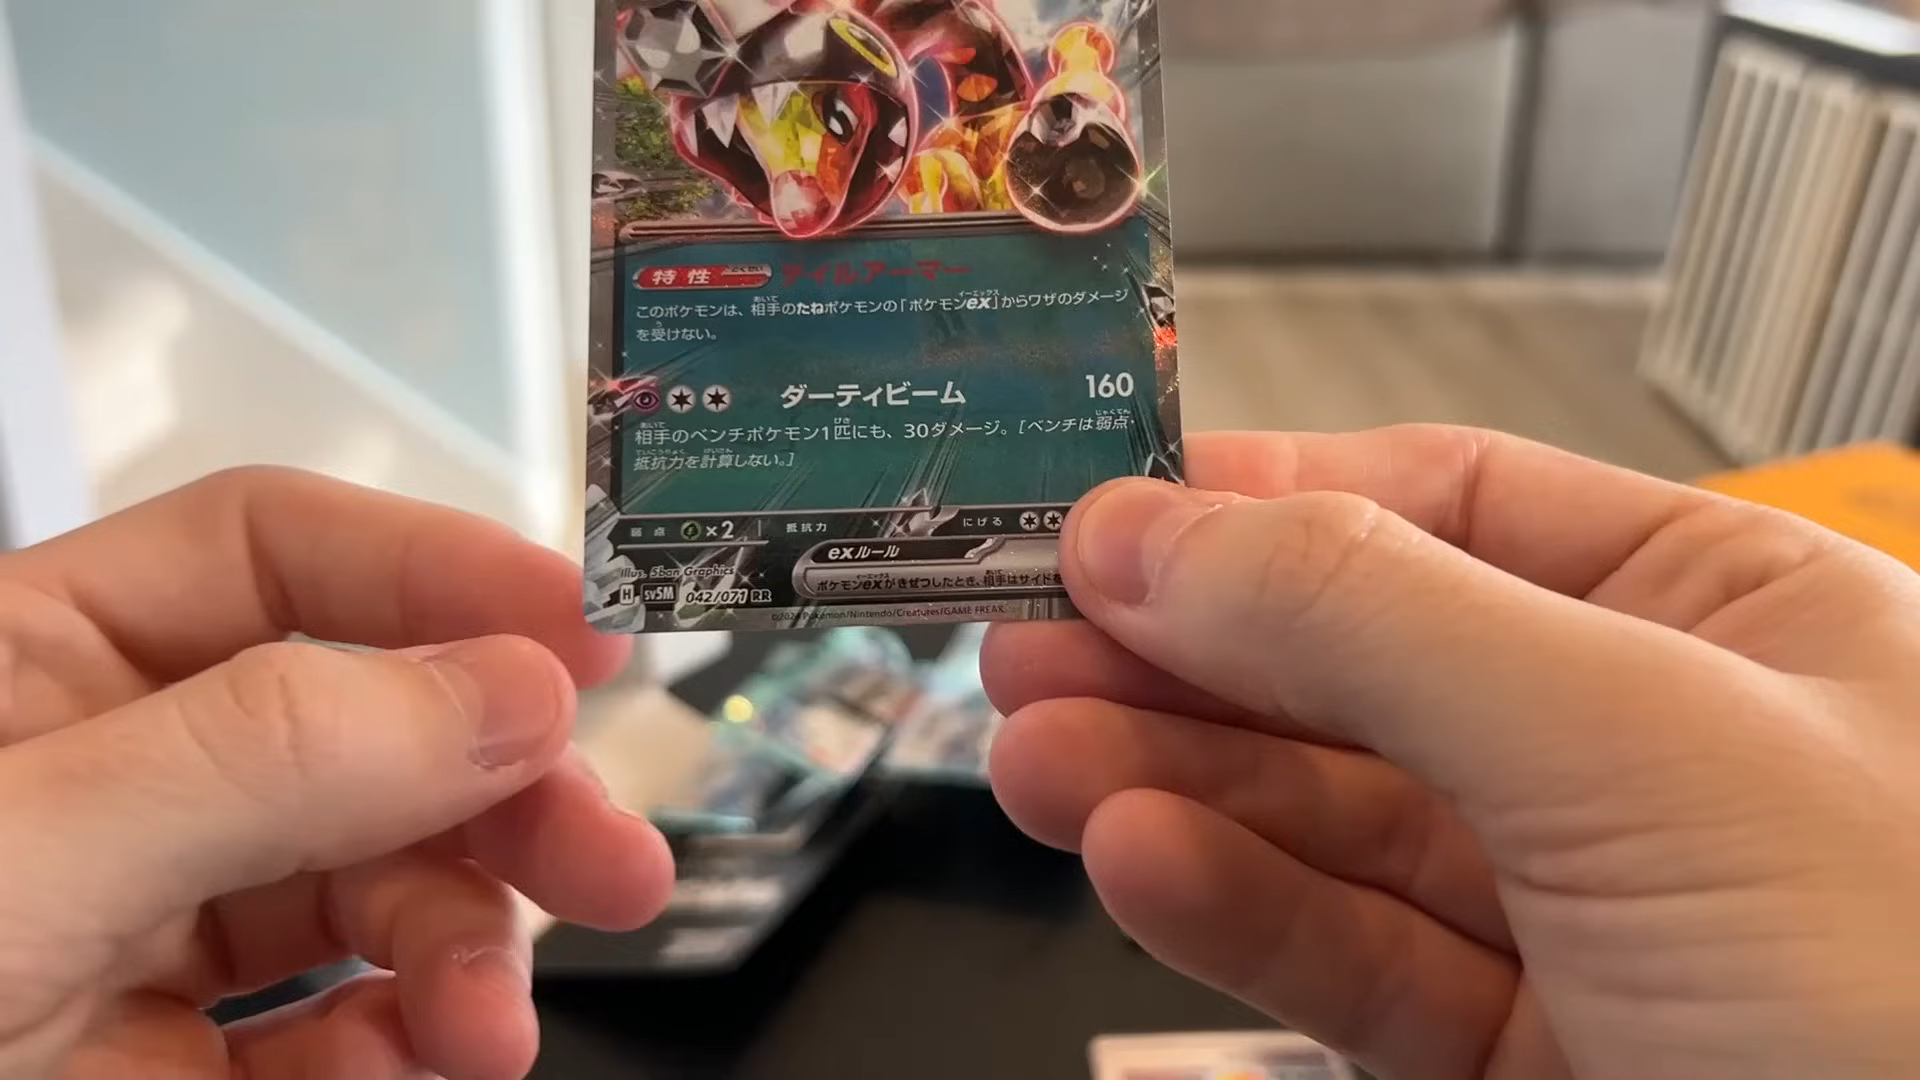 特性 テイルアーマー
このポケモンは、相手のたねポケモンの「ポケモンex」からワザのダメージ
を受けない。
ダーティビーム 160
相手のベンチポケモン1匹にも、30ダメージ。[ベンチは弱点・
抵抗力を計算しない。]
弱点 ×2 抵抗力 にげる
exルール
ポケモンexがきぜつしたとき、相手はサイドを
Illus. 5ban Graphics
H sv5M 042/071 RR
©2024 Pokémon/Nintendo/Creatures/GAME FREAK